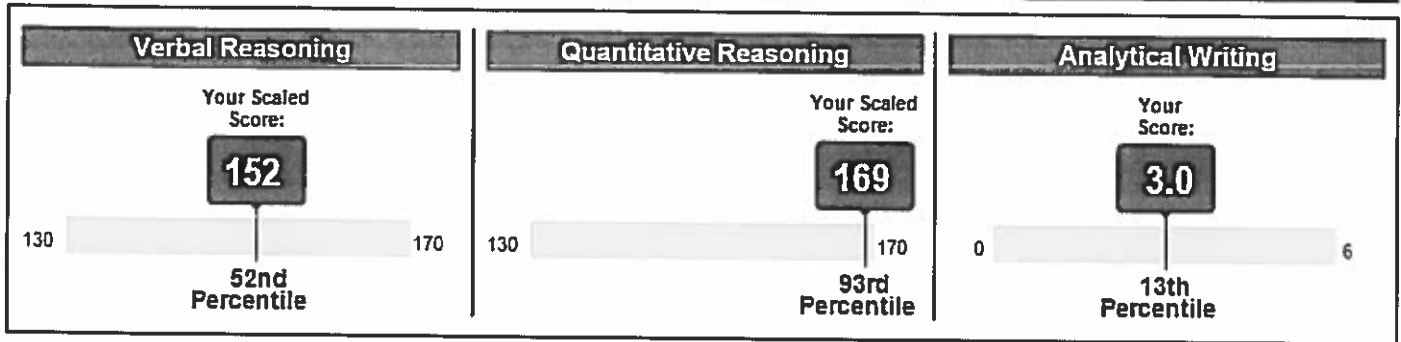 Verbal Reasoning
Your Scaled
Score:
152
130
170
52nd
Percentile
Quantitative Reasoning
Your Scaled
Score:
169
130
170
93rd
Percentile
Analytical Writing
Your
Score:
3.0
0
6
13th
Percentile